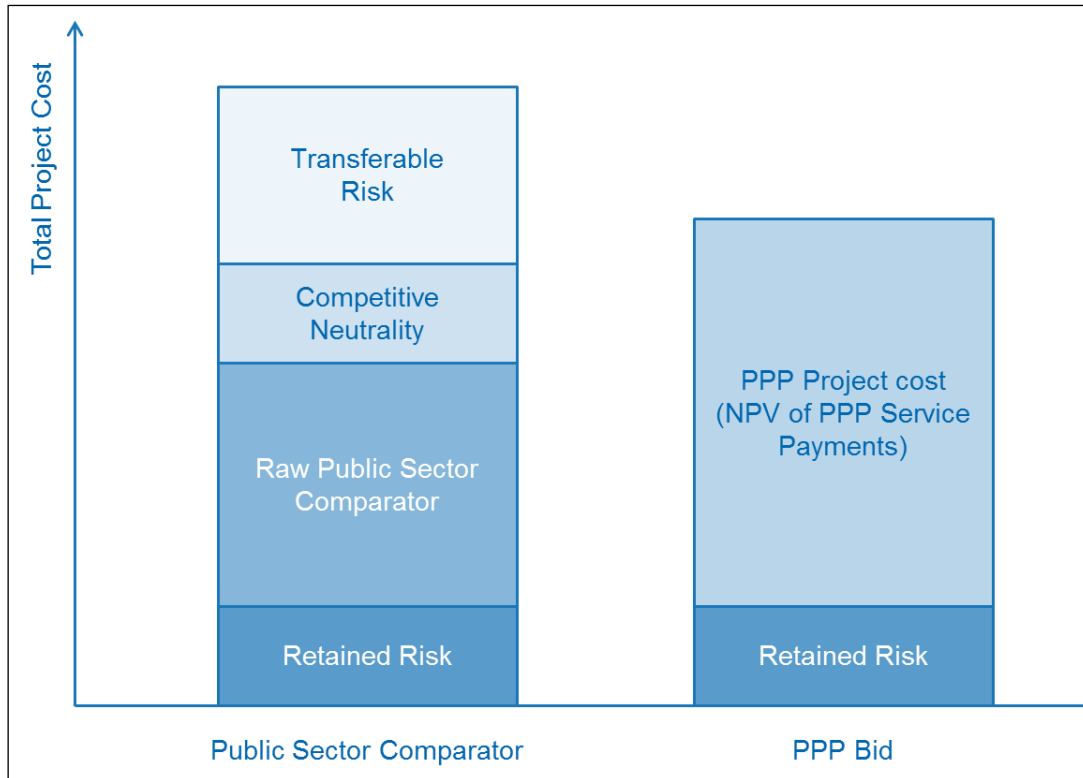 Total Project Cost
Transferable
Risk
Competitive
Neutrality
Raw Public Sector
Comparator
Retained Risk
PPP Project cost
(NPV of PPP Service
Payments)
Retained Risk
Public Sector Comparator
PPP Bid